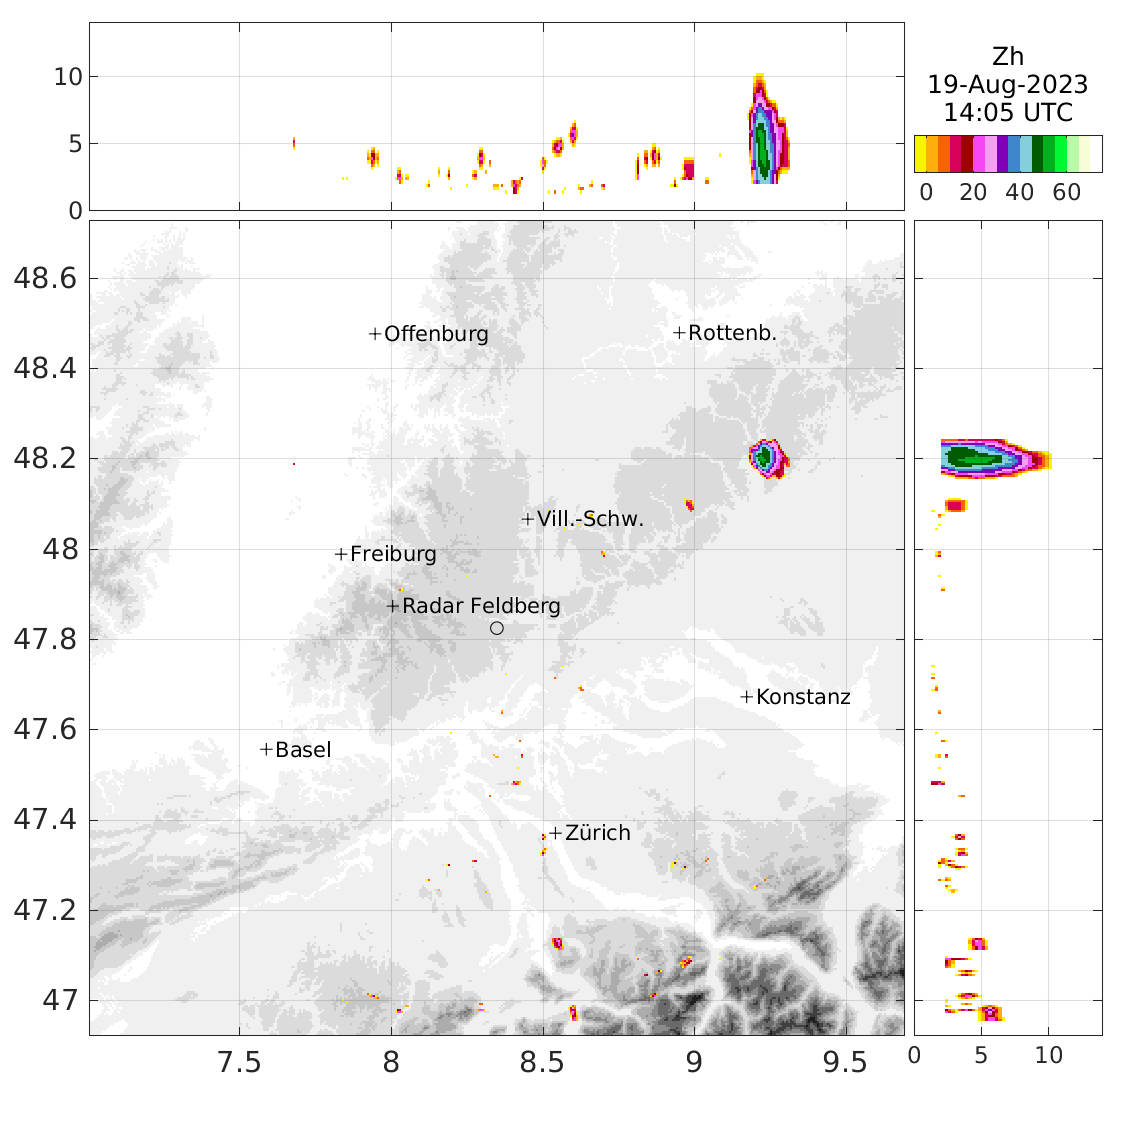 Zh
19-Aug-2023
14:05 UTC
0 20 40 60
10
5
0
48.6
48.4
48.2
48
47.8
47.6
47.4
47.2
47
+Offenburg
+Rottenb.
+Vill.-Schw.
+Freiburg
+Radar Feldberg
+Konstanz
+Basel
+Zürich
7.5 8 8.5 9 9.5
0 5 10